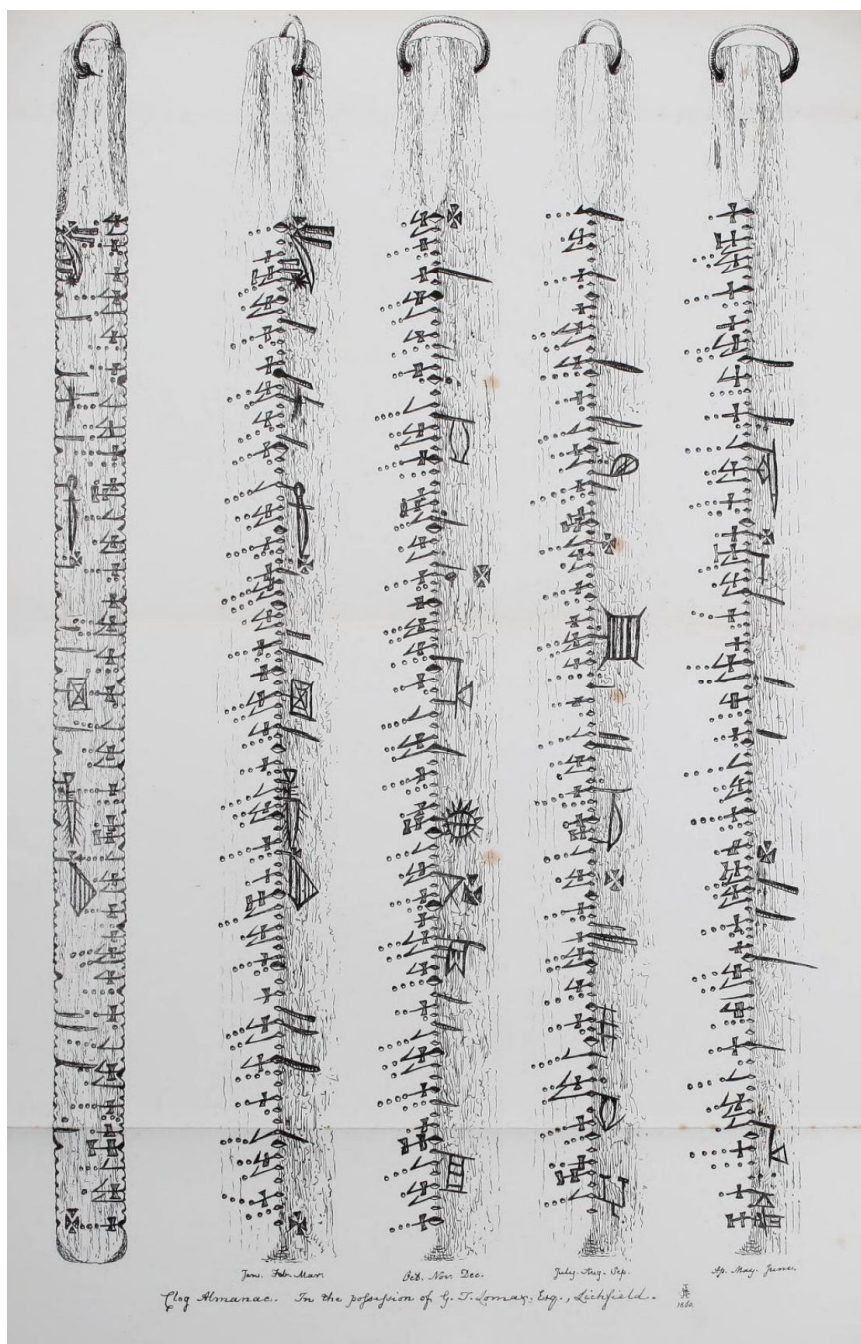 Jan. Feb. Mar.
Oct. Nov. Dec.
July. Aug. Sep.
Ap. May. June.
Clog Almanac. In the poſseſsion of G. T. Lomax, Esq., Lichfield.
1860